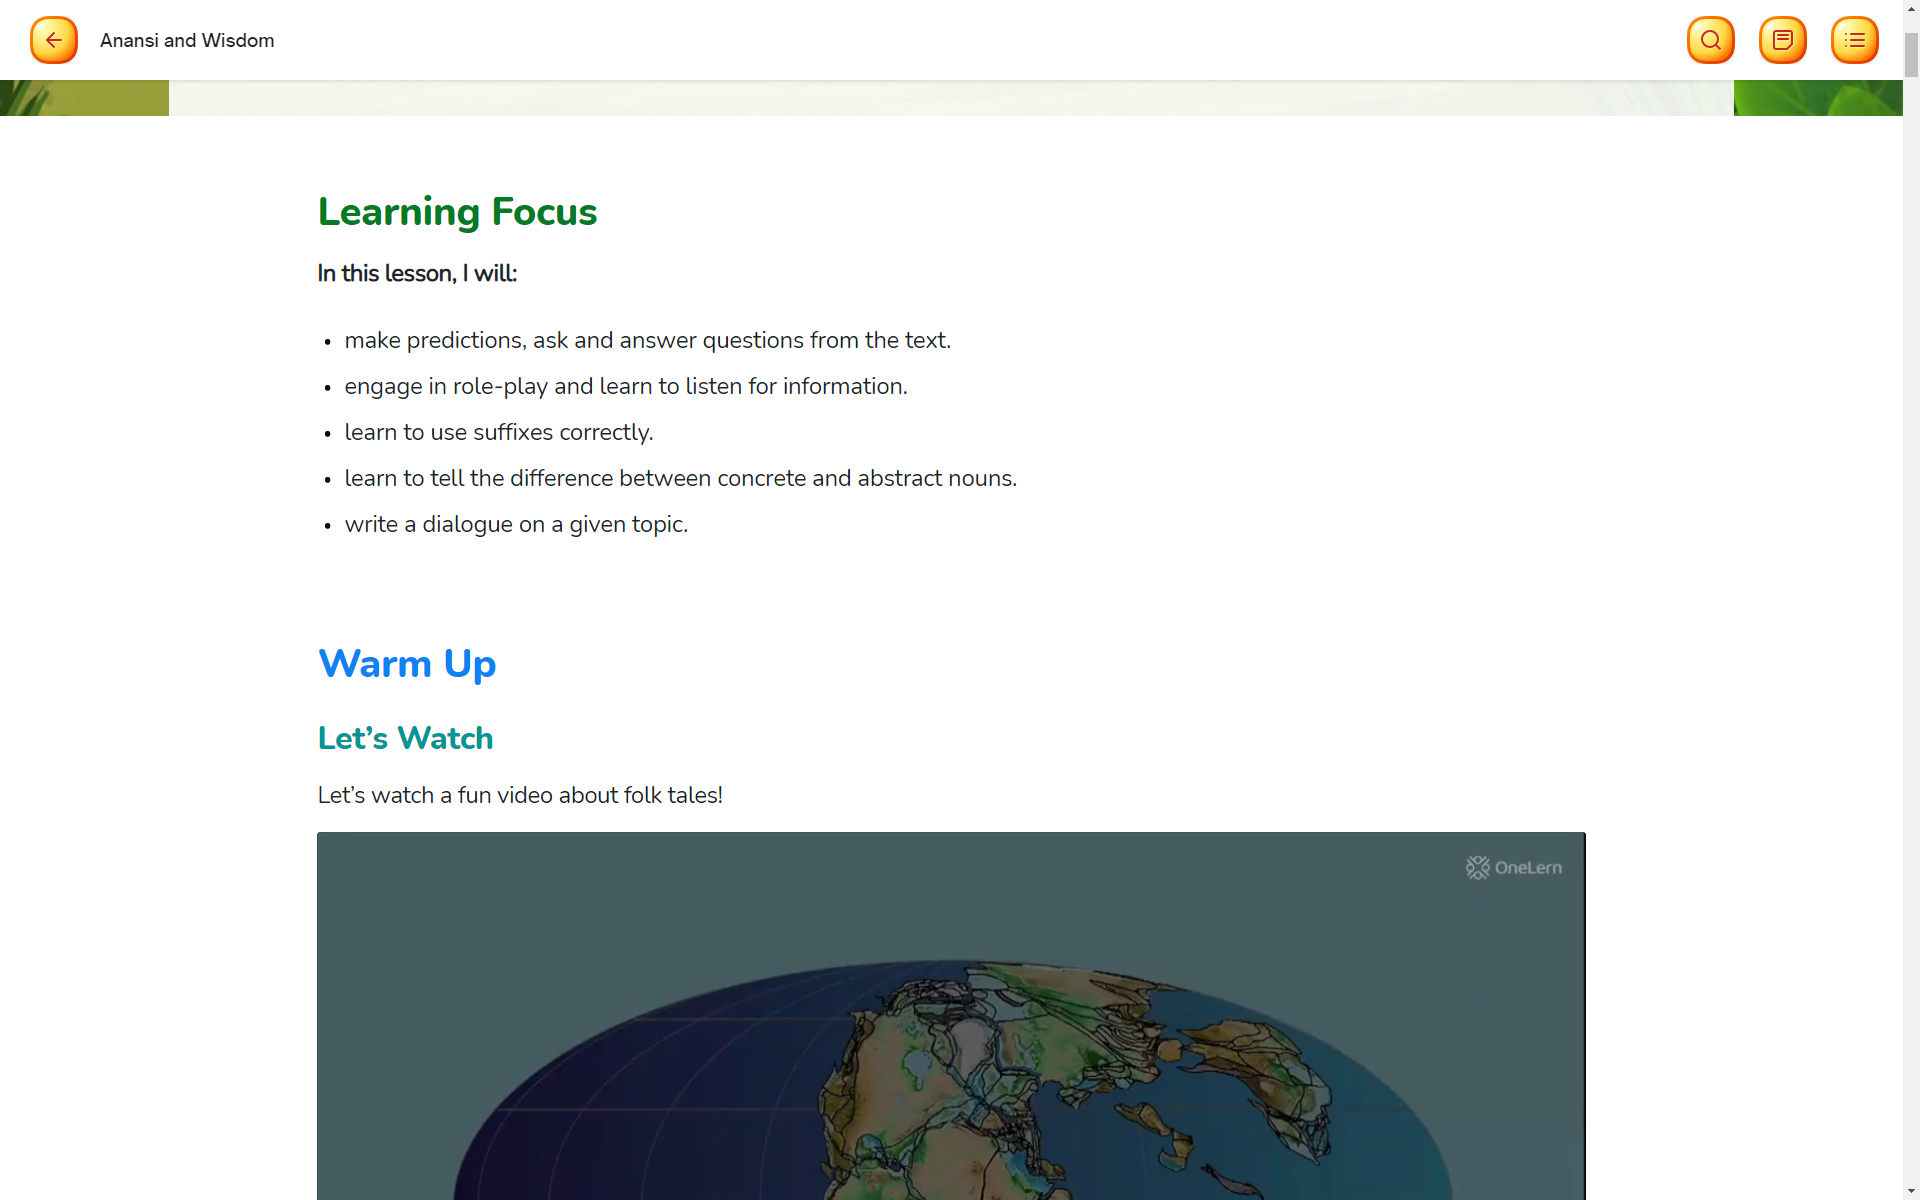 Anansi and Wisdom
Learning Focus
In this lesson, I will:
• make predictions, ask and answer questions from the text.
• engage in role-play and learn to listen for information.
• learn to use suffixes correctly.
• learn to tell the difference between concrete and abstract nouns.
• write a dialogue on a given topic.
Warm Up
Let’s Watch
Let’s watch a fun video about folk tales!
OneLern